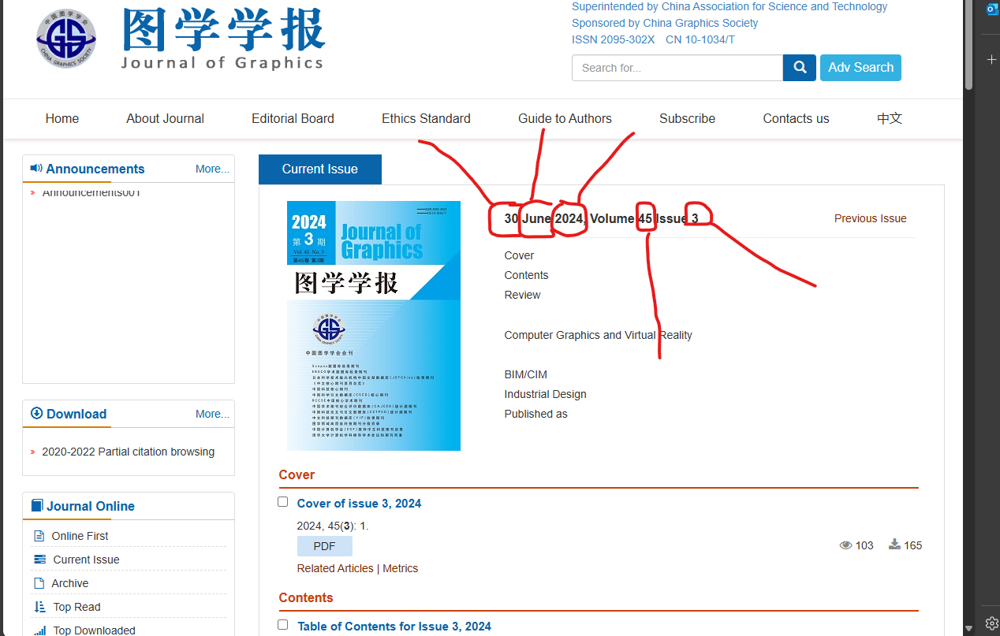 图学学报
Journal of Graphics
Superintended by China Association for Science and Technology
Sponsored by China Graphics Society
ISSN 2095-302X CN 10-1034/T
Search for...
Adv Search
Home
About Journal
Editorial Board
Ethics Standard
Guide to Authors
Subscribe
Contacts us
中文
Announcements
More...
Announcements001
Download
More...
2020-2022 Partial citation browsing
Journal Online
Online First
Current Issue
Archive
Top Read
Top Downloaded
Current Issue
2024
第 3 期
Vol. 45 No. 3
第45卷 第3期
Journal of
Graphics
图学学报
中国图学学会会刊
30 June 2024, Volume 45 Issue 3
Previous Issue
Cover
Contents
Review
Computer Graphics and Virtual Reality
BIM/CIM
Industrial Design
Published as
Cover
Cover of issue 3, 2024
2024, 45(3): 1.
PDF
103
165
Related Articles | Metrics
Contents
Table of Contents for Issue 3, 2024